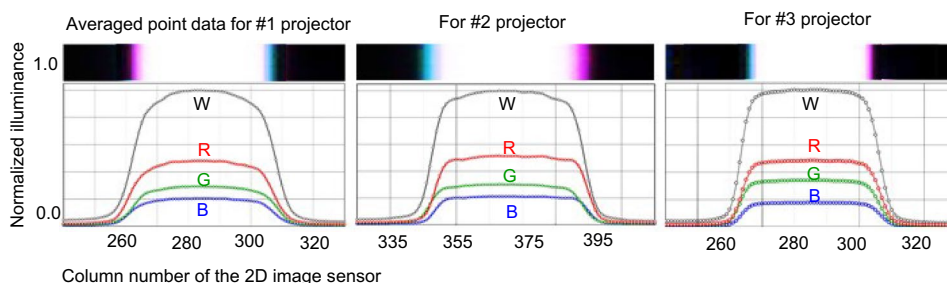 Averaged point data for #1 projector
For #2 projector
For #3 projector
Normalized illuminance
1.0
0.0
W
R
G
B
W
R
G
B
W
R
G
B
260 280 300 320
335 355 375 395
260 280 300 320
Column number of the 2D image sensor